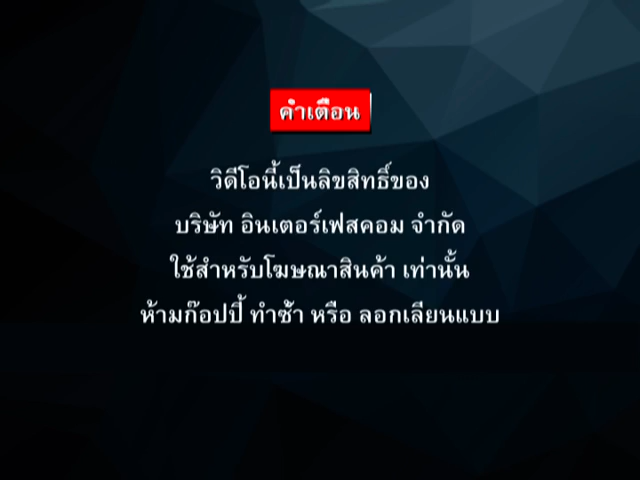 คำเตือน
วิดีโอนี้เป็นลิขสิทธิ์ของ
บริษัท อินเตอร์เฟสคอม จำกัด
ใช้สำหรับโฆษณาสินค้า เท่านั้น
ห้ามก๊อปปี้ ทำซ้ำ หรือ ลอกเลียนแบบ